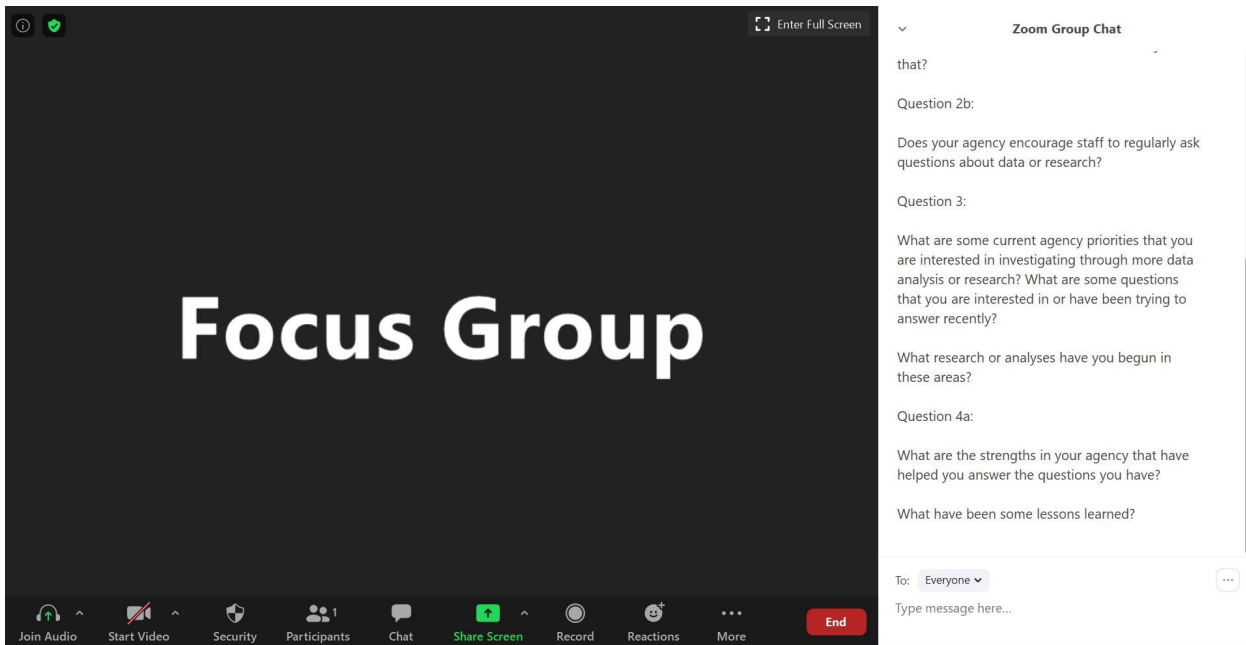 Enter Full Screen
Focus Group
Join Audio
Start Video
Security
1
Participants
Chat
Share Screen
Record
Reactions
More
End
Zoom Group Chat
that?
Question 2b:
Does your agency encourage staff to regularly ask
questions about data or research?
Question 3:
What are some current agency priorities that you
are interested in investigating through more data
analysis or research? What are some questions
that you are interested in or have been trying to
answer recently?
What research or analyses have you begun in
these areas?
Question 4a:
What are the strengths in your agency that have
helped you answer the questions you have?
What have been some lessons learned?
To: Everyone
Type message here...